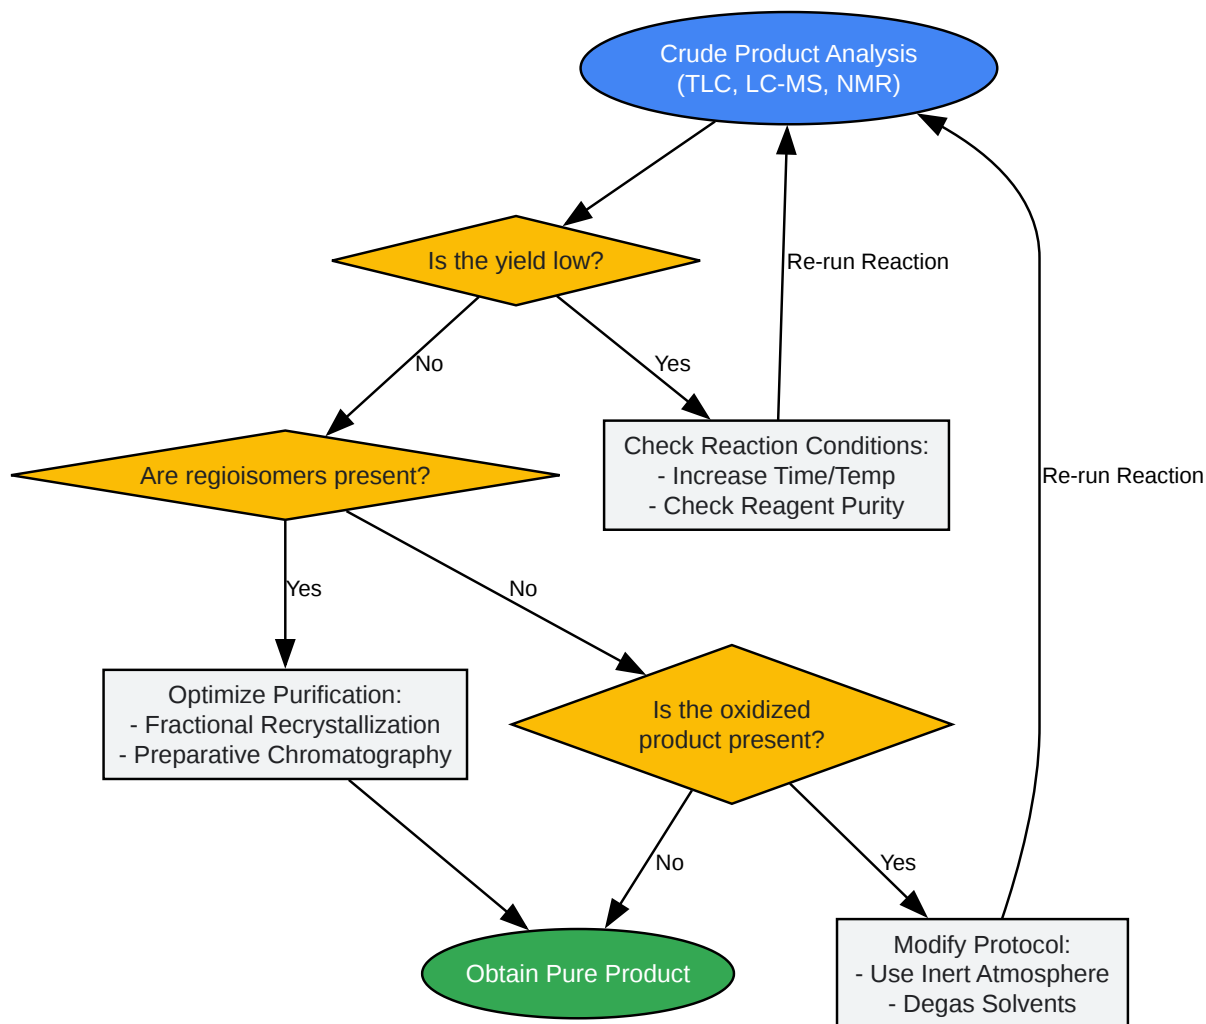 Crude Product Analysis
(TLC, LC-MS, NMR)
Is the yield low?
Re-run Reaction
No
Yes
Check Reaction Conditions:
- Increase Time/Temp
- Check Reagent Purity
Are regioisomers present?
Re-run Reaction
Yes
No
Optimize Purification:
- Fractional Recrystallization
- Preparative Chromatography
Is the oxidized
product present?
No
Yes
Obtain Pure Product
Modify Protocol:
- Use Inert Atmosphere
- Degas Solvents